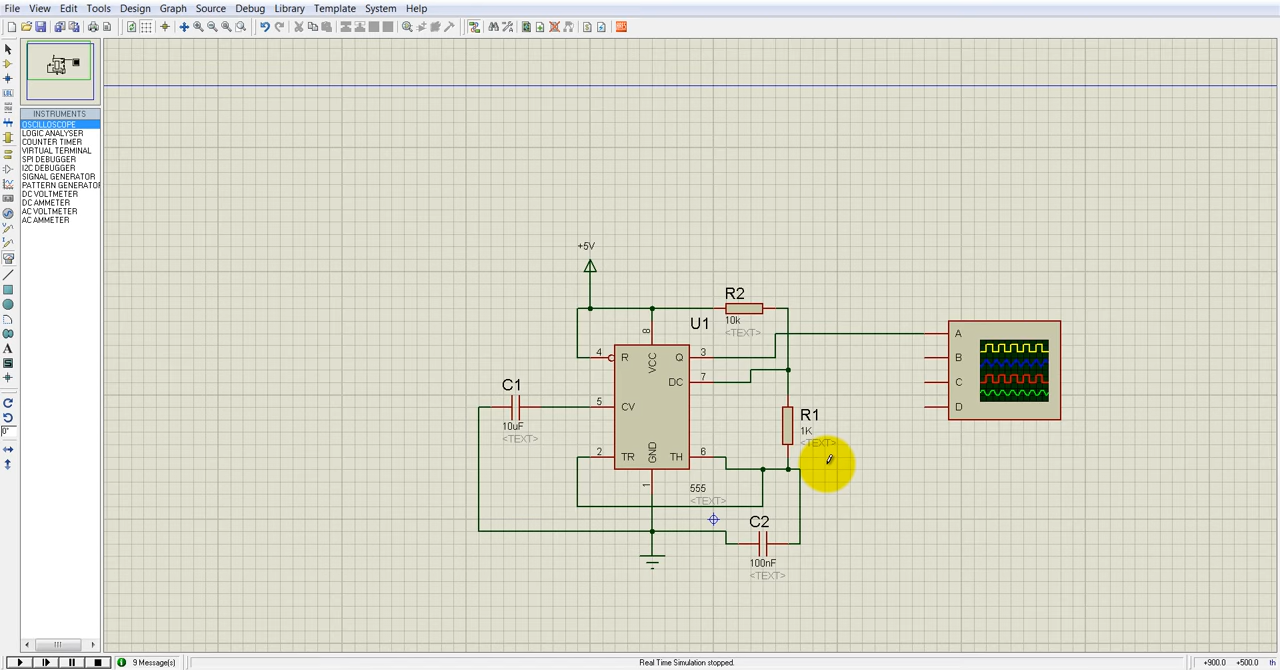 File View Edit Tools Design Graph Source Debug Library Template System Help
LBL
INSTRUMENTS
OSCILLOSCOPE
LOGIC ANALYSER
COUNTER TIMER
VIRTUAL TERMINAL
SPI DEBUGGER
I2C DEBUGGER
SIGNAL GENERATOR
PATTERN GENERATOR
DC VOLTMETER
DC AMMETER
AC VOLTMETER
AC AMMETER
A
0°
+5V
R2
10k
<TEXT>
U1
8
VCC
4 R Q 3
DC 7
C1
10uF
<TEXT>
5 CV
R1
1K
<TEXT>
2 TR GND TH 6
1
555
<TEXT>
C2
100nF
<TEXT>
A
B
C
D
9 Message(s)
Real Time Simulation stopped.
+900.0 +500.0 th